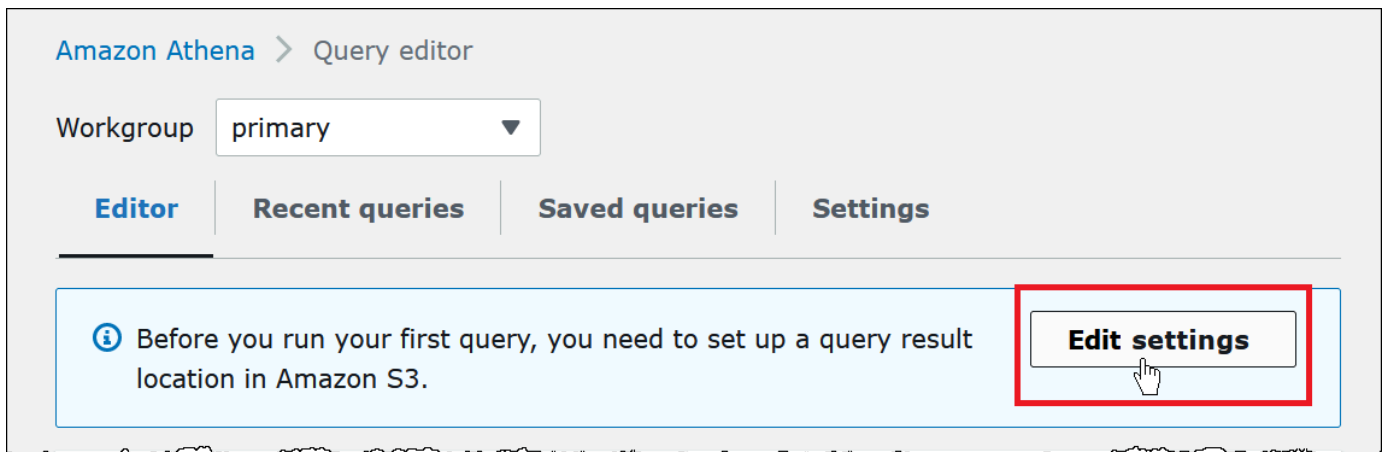 Amazon Athena > Query editor
Workgroup primary
Editor Recent queries Saved queries Settings
Before you run your first query, you need to set up a query result
location in Amazon S3.
Edit settings